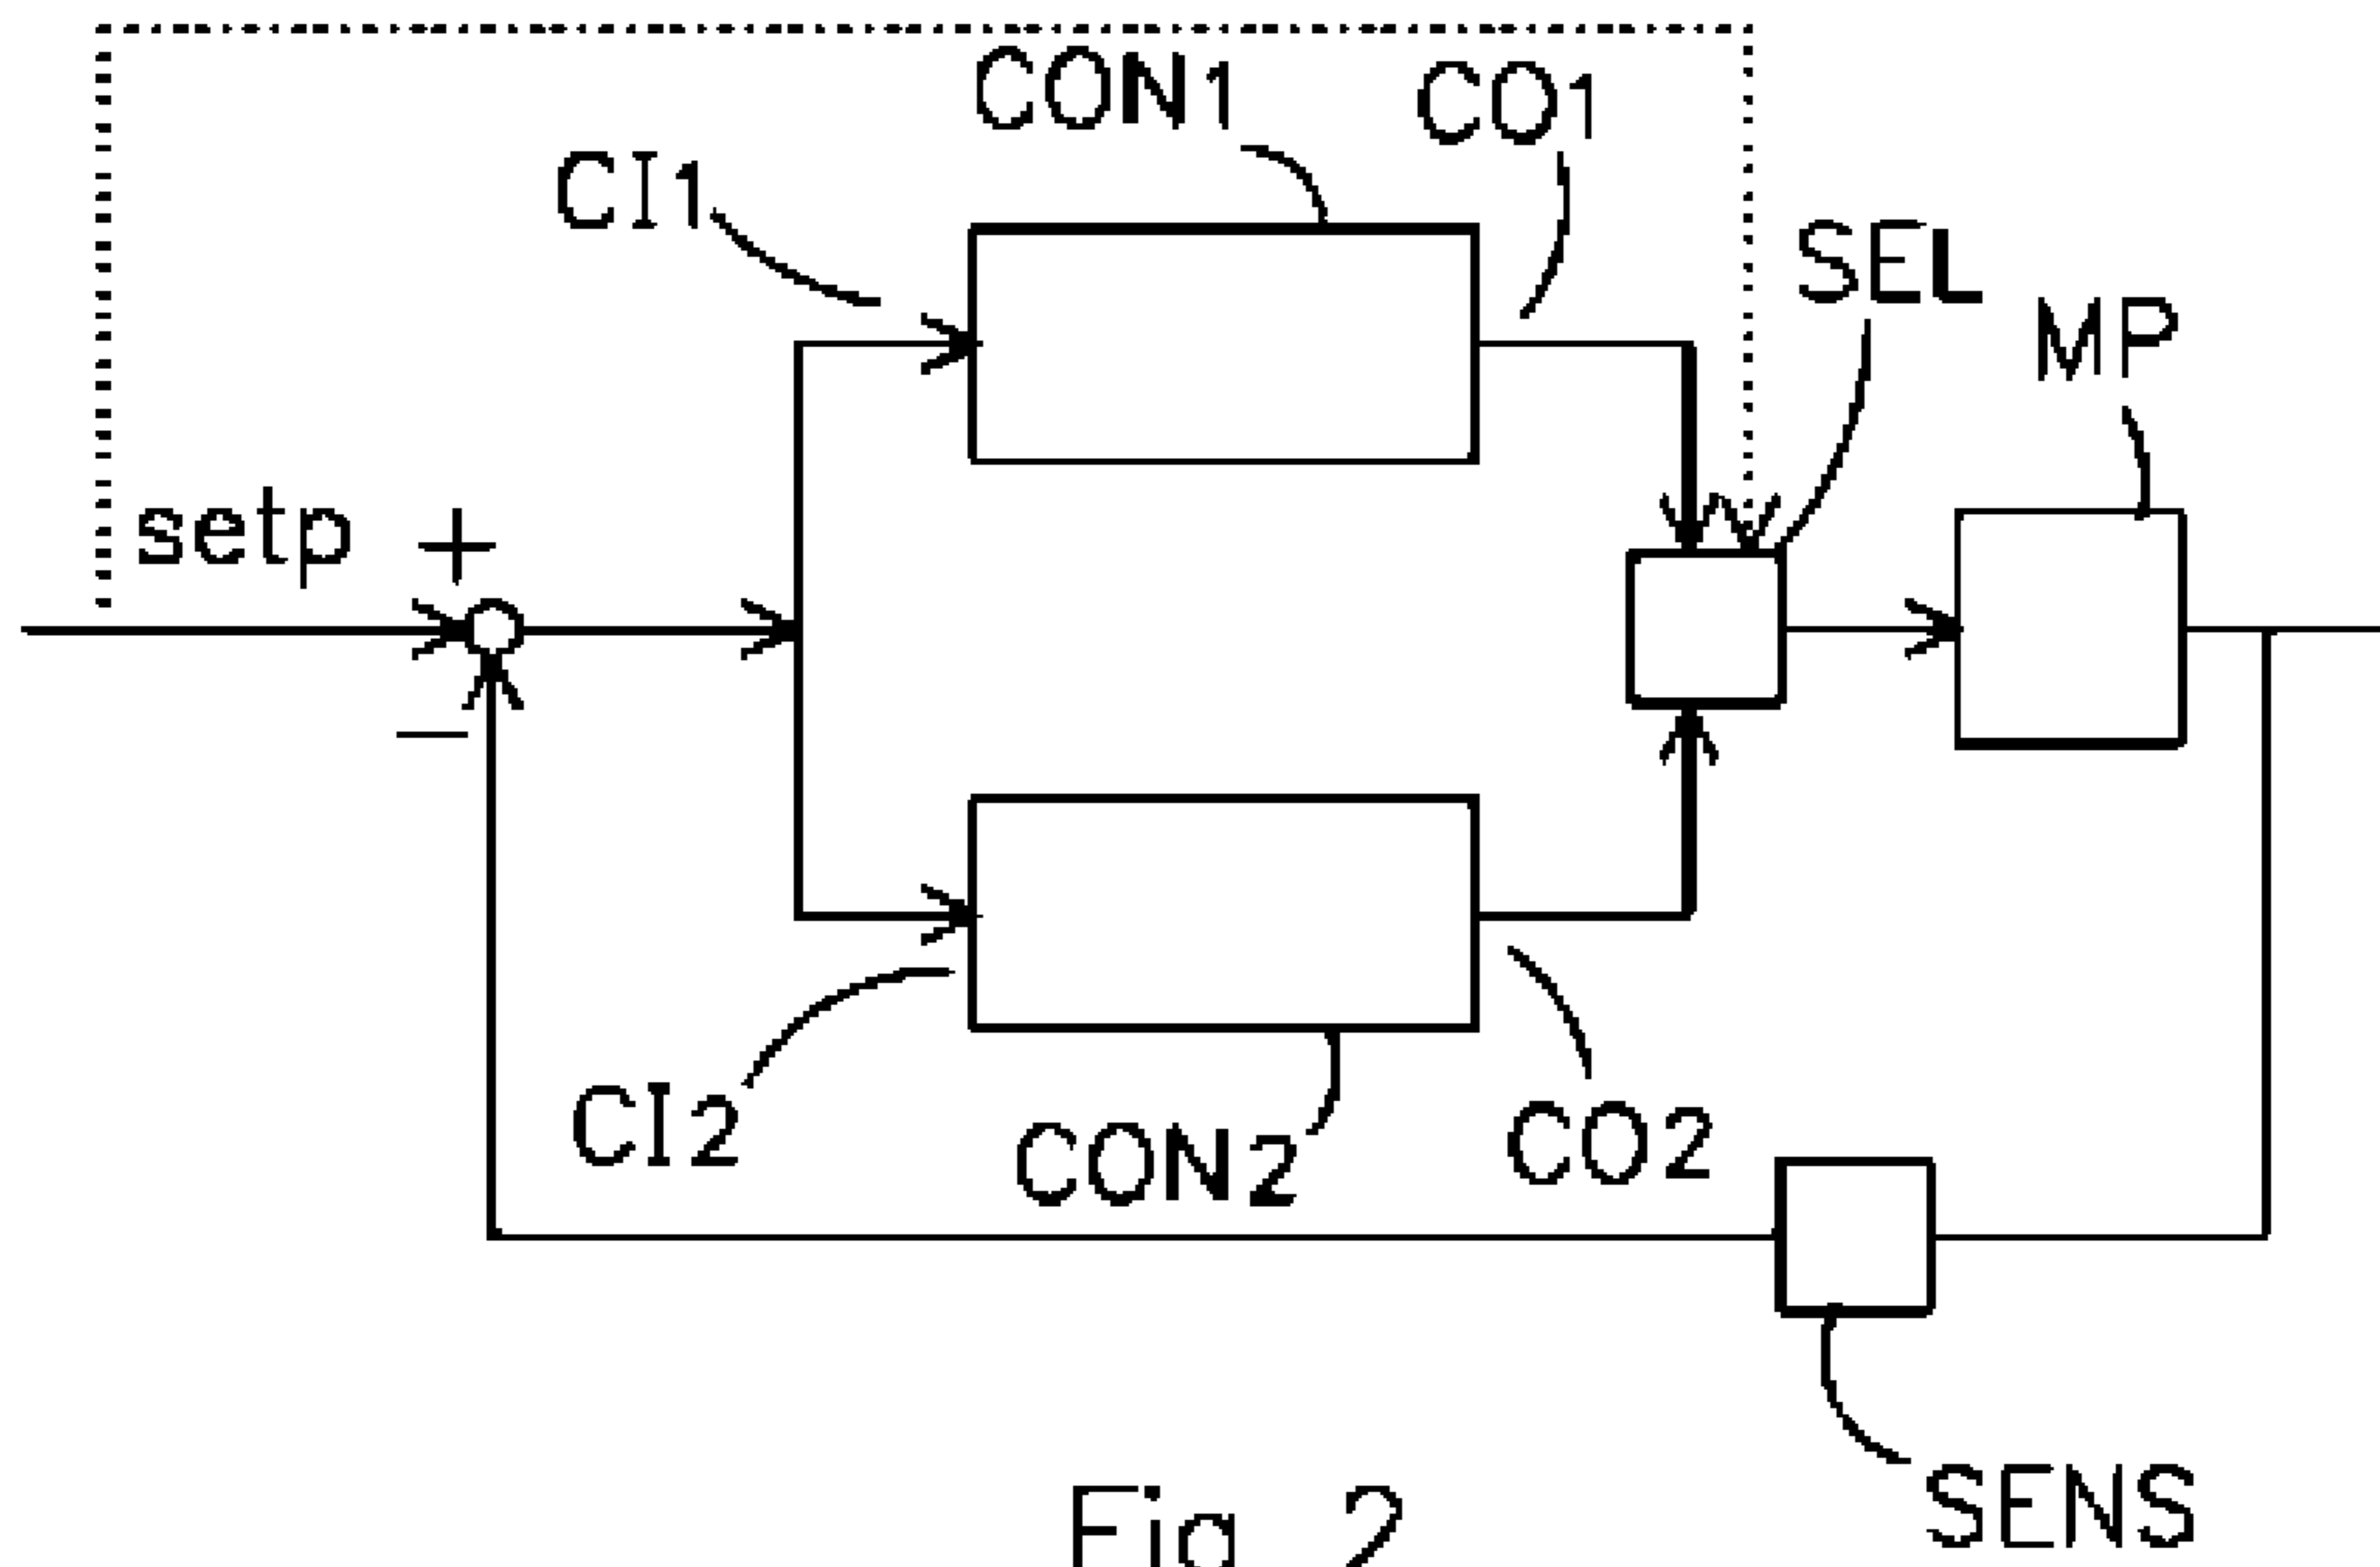 CON1
CO1
CI1
SEL
MP
setp +
−
CI2
CON2
CO2
SENS
Fig 2